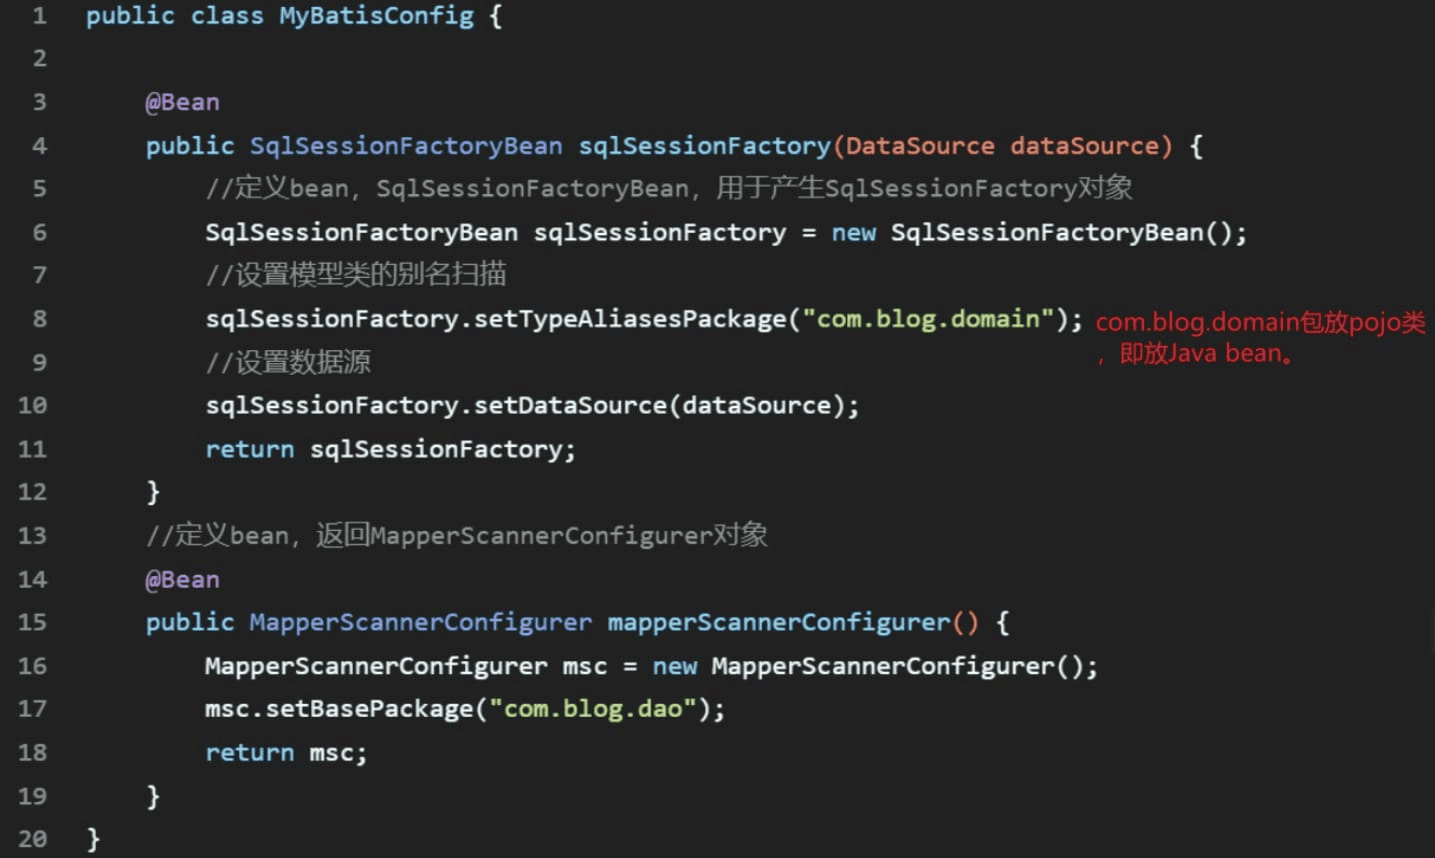 1 public class MyBatisConfig {
2
3 @Bean
4 public SqlSessionFactoryBean sqlSessionFactory(DataSource dataSource) {
5 //定义bean，SqlSessionFactoryBean，用于产生SqlSessionFactory对象
6 SqlSessionFactoryBean sqlSessionFactory = new SqlSessionFactoryBean();
7 //设置模型类的别名扫描
8 sqlSessionFactory.setTypeAliasesPackage("com.blog.domain"); com.blog.domain包放pojo类
，即放Java bean。
9 //设置数据源
10 sqlSessionFactory.setDataSource(dataSource);
11 return sqlSessionFactory;
12 }
13 //定义bean，返回MapperScannerConfigurer对象
14 @Bean
15 public MapperScannerConfigurer mapperScannerConfigurer() {
16 MapperScannerConfigurer msc = new MapperScannerConfigurer();
17 msc.setBasePackage("com.blog.dao");
18 return msc;
19 }
20 }